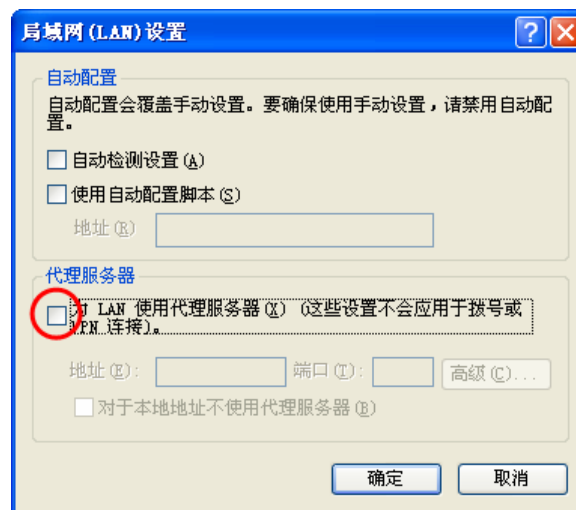 局域网(LAN)设置
自动配置
自动配置会覆盖手动设置。要确保使用手动设置，请禁用自动配
置。
自动检测设置(A)
使用自动配置脚本(S)
地址(R)
代理服务器
对 LAN 使用代理服务器(X) (这些设置不会应用于拨号或
VPN 连接)。
地址(E): 端口(T): 高级(C)...
对于本地地址不使用代理服务器(B)
确定 取消